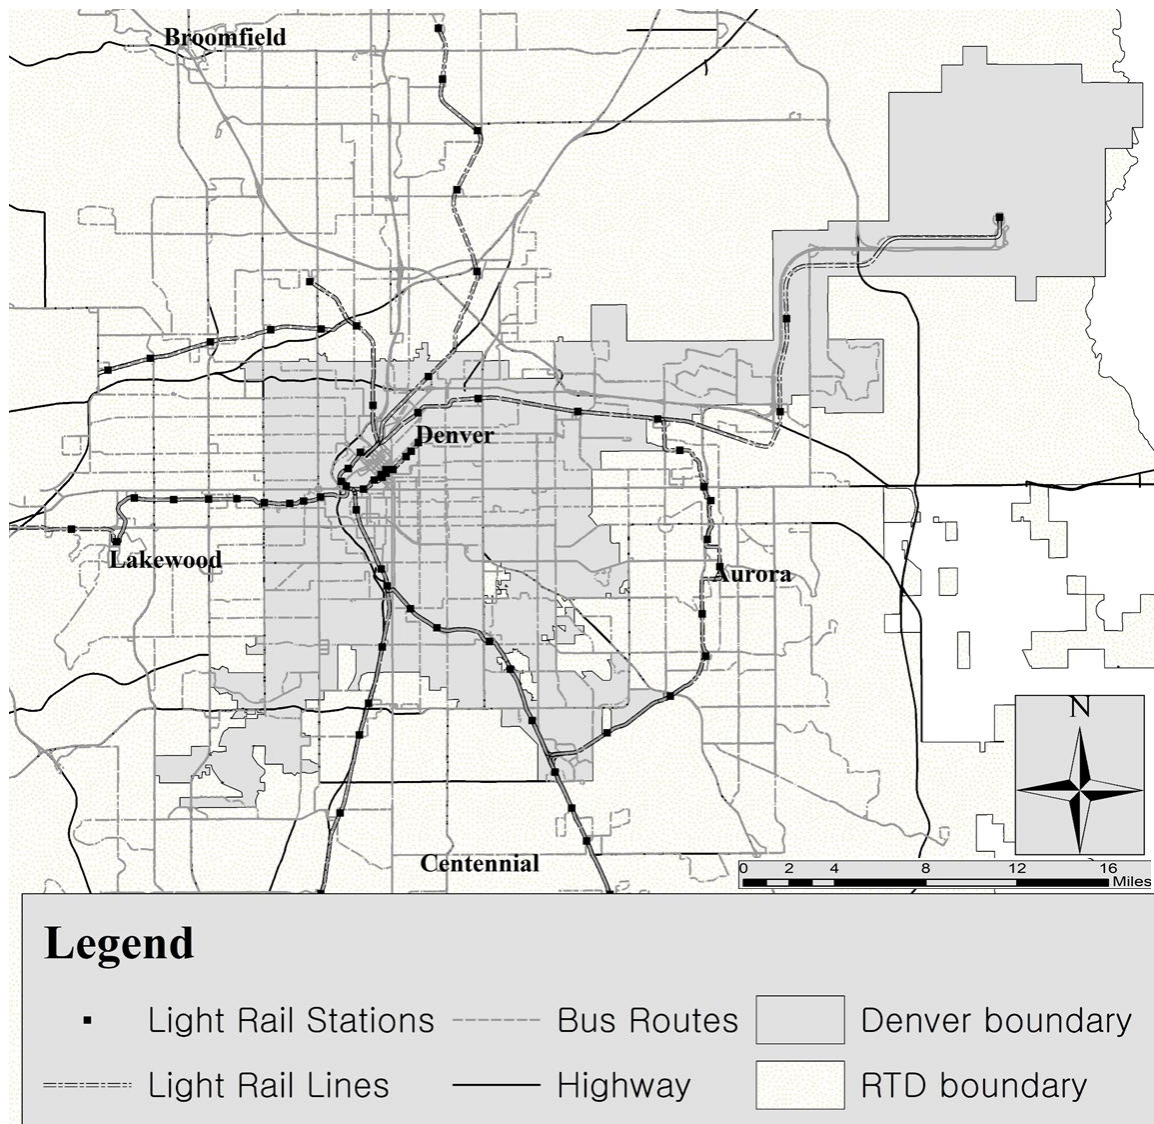 Broomfield
Denver
Lakewood
Aurora
N
Centennial
0 2 4 8 12 16
Miles
Legend
Light Rail Stations Bus Routes Denver boundary
Light Rail Lines Highway RTD boundary